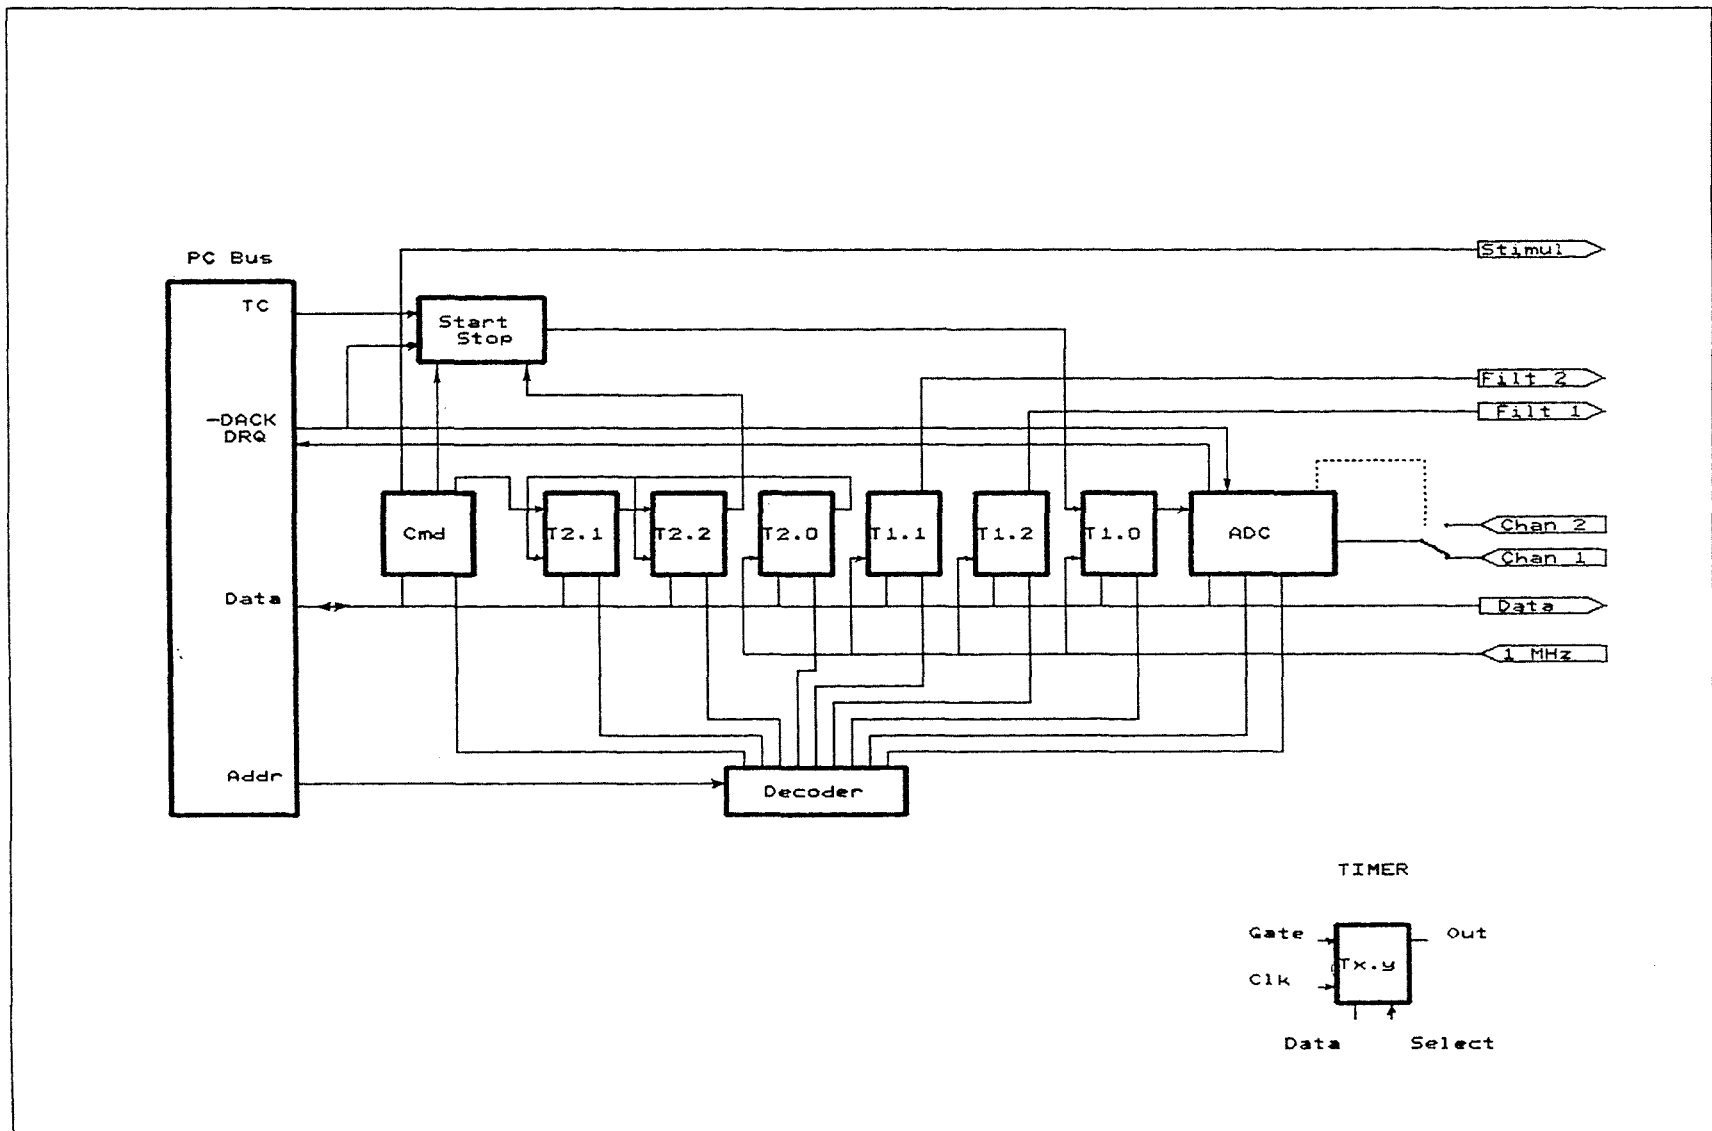 PC Bus
TC
Start
Stop
Stimul
Filt 2
Filt 1
-DACK
DRQ
Cmd
T2.1
T2.2
T2.0
T1.1
T1.2
T1.0
ADC
Chan 2
Chan 1
Data
Data
1 MHz
Addr
Decoder
TIMER
Gate
Out
Tx.y
Clk
Data
Select